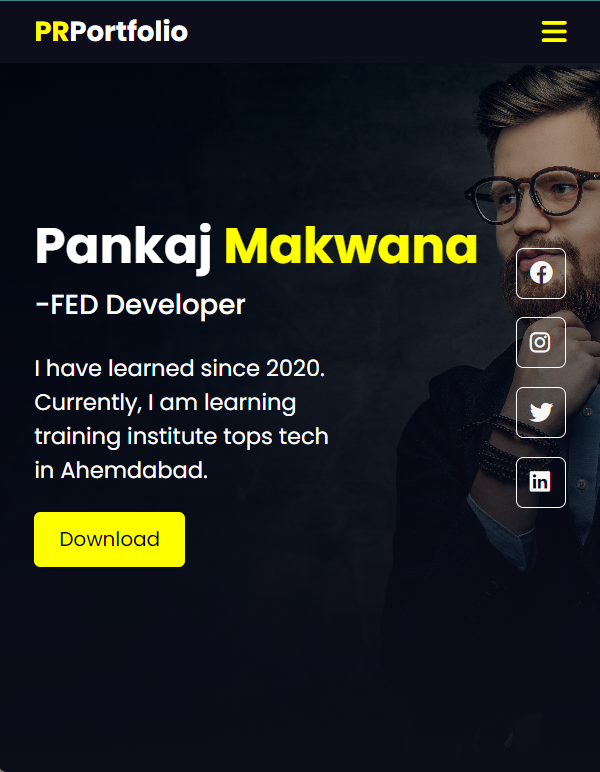 PRPortfolio
Pankaj Makwana
-FED Developer
I have learned since 2020.
Currently, I am learning
training institute tops tech
in Ahemdabad.
Download